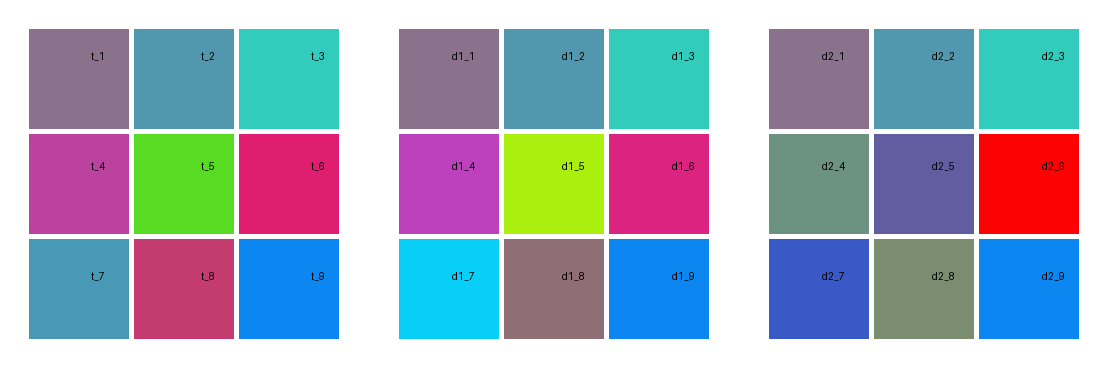 t_1 t_2 t_3 d1_1 d1_2 d1_3 d2_1 d2_2 d2_3
t_4 t_5 t_6 d1_4 d1_5 d1_6 d2_4 d2_5 d2_6
t_7 t_8 t_9 d1_7 d1_8 d1_9 d2_7 d2_8 d2_9